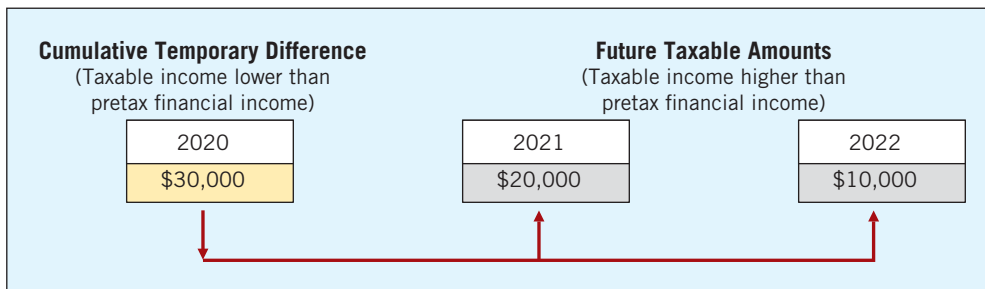 Cumulative Temporary Difference
(Taxable income lower than
pretax financial income)
Future Taxable Amounts
(Taxable income higher than
pretax financial income)
2020
2021
2022
$30,000
$20,000
$10,000